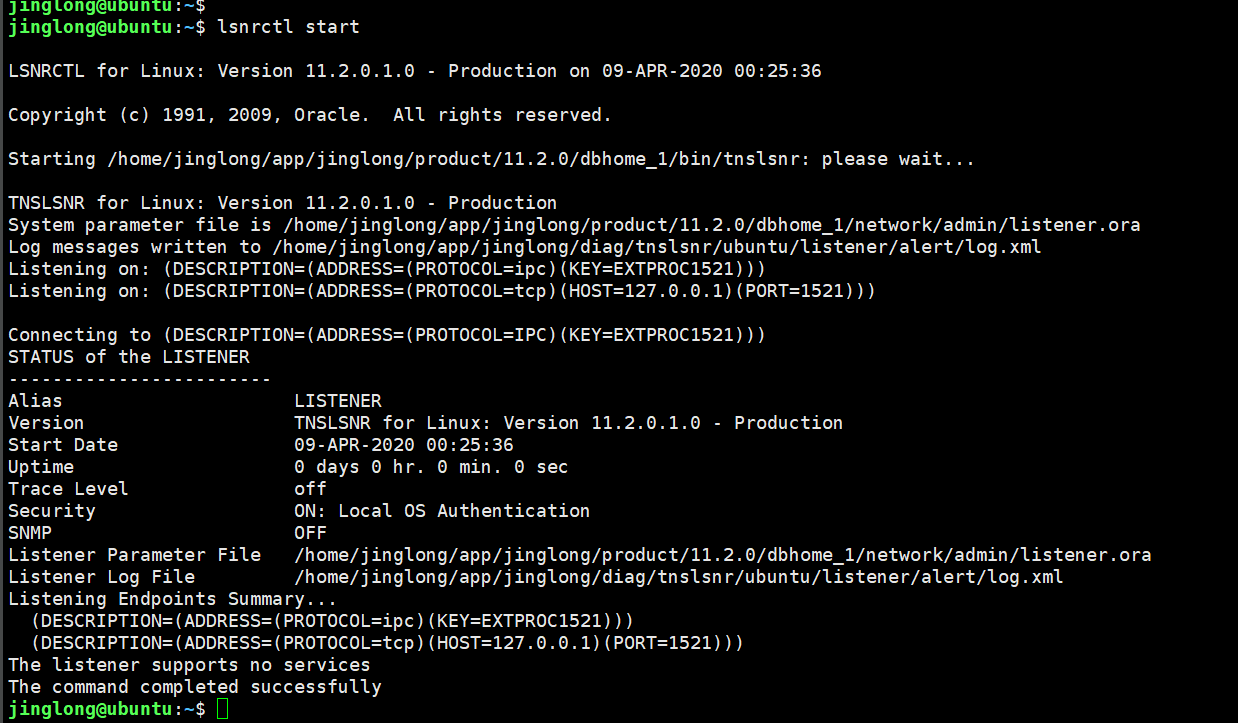 jinglong@ubuntu:~$
jinglong@ubuntu:~$ lsnrctl start
LSNRCTL for Linux: Version 11.2.0.1.0 - Production on 09-APR-2020 00:25:36
Copyright (c) 1991, 2009, Oracle.  All rights reserved.
Starting /home/jinglong/app/jinglong/product/11.2.0/dbhome_1/bin/tnslsnr: please wait...
TNSLSNR for Linux: Version 11.2.0.1.0 - Production
System parameter file is /home/jinglong/app/jinglong/product/11.2.0/dbhome_1/network/admin/listener.ora
Log messages written to /home/jinglong/app/jinglong/diag/tnslsnr/ubuntu/listener/alert/log.xml
Listening on: (DESCRIPTION=(ADDRESS=(PROTOCOL=ipc)(KEY=EXTPROC1521)))
Listening on: (DESCRIPTION=(ADDRESS=(PROTOCOL=tcp)(HOST=127.0.0.1)(PORT=1521)))
Connecting to (DESCRIPTION=(ADDRESS=(PROTOCOL=IPC)(KEY=EXTPROC1521)))
STATUS of the LISTENER
------------------------
Alias                     LISTENER
Version                   TNSLSNR for Linux: Version 11.2.0.1.0 - Production
Start Date                09-APR-2020 00:25:36
Uptime                    0 days 0 hr. 0 min. 0 sec
Trace Level               off
Security                  ON: Local OS Authentication
SNMP                      OFF
Listener Parameter File   /home/jinglong/app/jinglong/product/11.2.0/dbhome_1/network/admin/listener.ora
Listener Log File         /home/jinglong/app/jinglong/diag/tnslsnr/ubuntu/listener/alert/log.xml
Listening Endpoints Summary...
  (DESCRIPTION=(ADDRESS=(PROTOCOL=ipc)(KEY=EXTPROC1521)))
  (DESCRIPTION=(ADDRESS=(PROTOCOL=tcp)(HOST=127.0.0.1)(PORT=1521)))
The listener supports no services
The command completed successfully
jinglong@ubuntu:~$